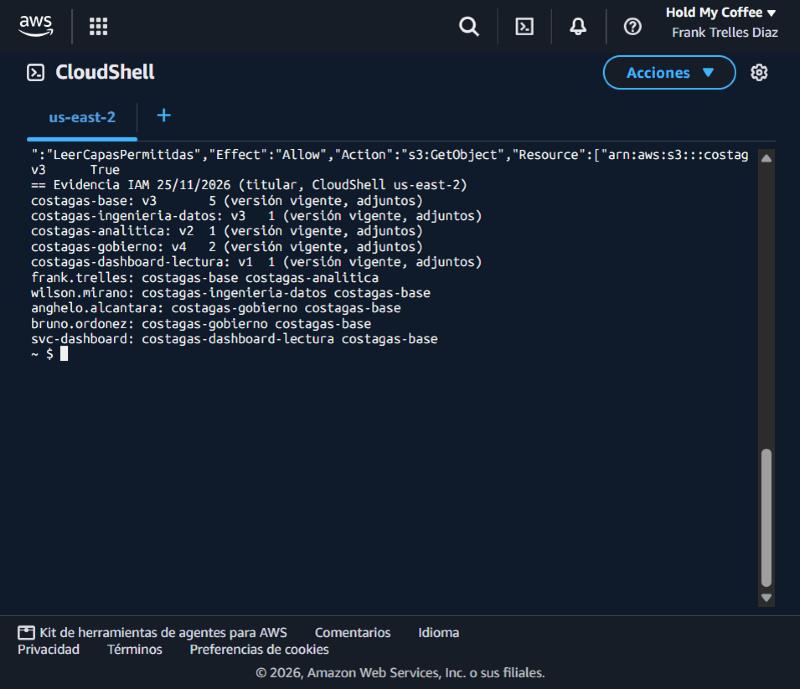 aws
Hold My Coffee
Frank Trelles Diaz
CloudShell
Acciones
us-east-2
+
":"LeerCapasPermitidas","Effect":"Allow","Action":"s3:GetObject","Resource":["arn:aws:s3:::costag
v3     True
== Evidencia IAM 25/11/2026 (titular, CloudShell us-east-2)
costagas-base: v3       5 (versión vigente, adjuntos)
costagas-ingenieria-datos: v3   1 (versión vigente, adjuntos)
costagas-analitica: v2  1 (versión vigente, adjuntos)
costagas-gobierno: v4   2 (versión vigente, adjuntos)
costagas-dashboard-lectura: v1  1 (versión vigente, adjuntos)
frank.trelles: costagas-base costagas-analitica
wilson.mirano: costagas-ingenieria-datos costagas-base
anghelo.alcantara: costagas-gobierno costagas-base
bruno.ordonez: costagas-gobierno costagas-base
svc-dashboard: costagas-dashboard-lectura costagas-base
~ $
Kit de herramientas de agentes para AWS Comentarios Idioma
Privacidad Términos Preferencias de cookies
© 2026, Amazon Web Services, Inc. o sus filiales.